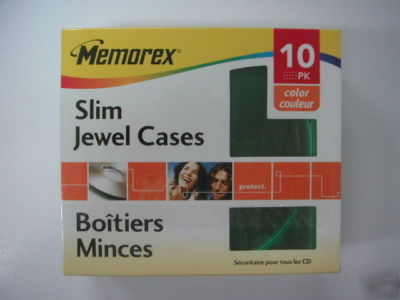 Memorex
10
PK
color
couleur
Slim
Jewel Cases
protect.
Boîtiers
Minces
Sécuritaire pour tous les CD